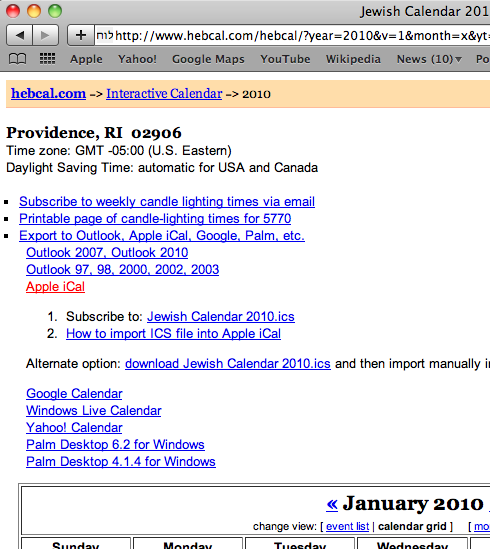 Jewish Calendar 201
לוח http://www.hebcal.com/hebcal/?year=2010&v=1&month=x&yt=
Apple Yahoo! Google Maps YouTube Wikipedia News (10)▾ Po
hebcal.com -> Interactive Calendar -> 2010
Providence, RI 02906
Time zone: GMT -05:00 (U.S. Eastern)
Daylight Saving Time: automatic for USA and Canada
Subscribe to weekly candle lighting times via email
Printable page of candle-lighting times for 5770
Export to Outlook, Apple iCal, Google, Palm, etc.
Outlook 2007, Outlook 2010
Outlook 97, 98, 2000, 2002, 2003
Apple iCal
1. Subscribe to: Jewish Calendar 2010.ics
2. How to import ICS file into Apple iCal
Alternate option: download Jewish Calendar 2010.ics and then import manually in
Google Calendar
Windows Live Calendar
Yahoo! Calendar
Palm Desktop 6.2 for Windows
Palm Desktop 4.1.4 for Windows
« January 2010
change view: [ event list | calendar grid ] [ mo
Sunday Monday Tuesday Wednesday